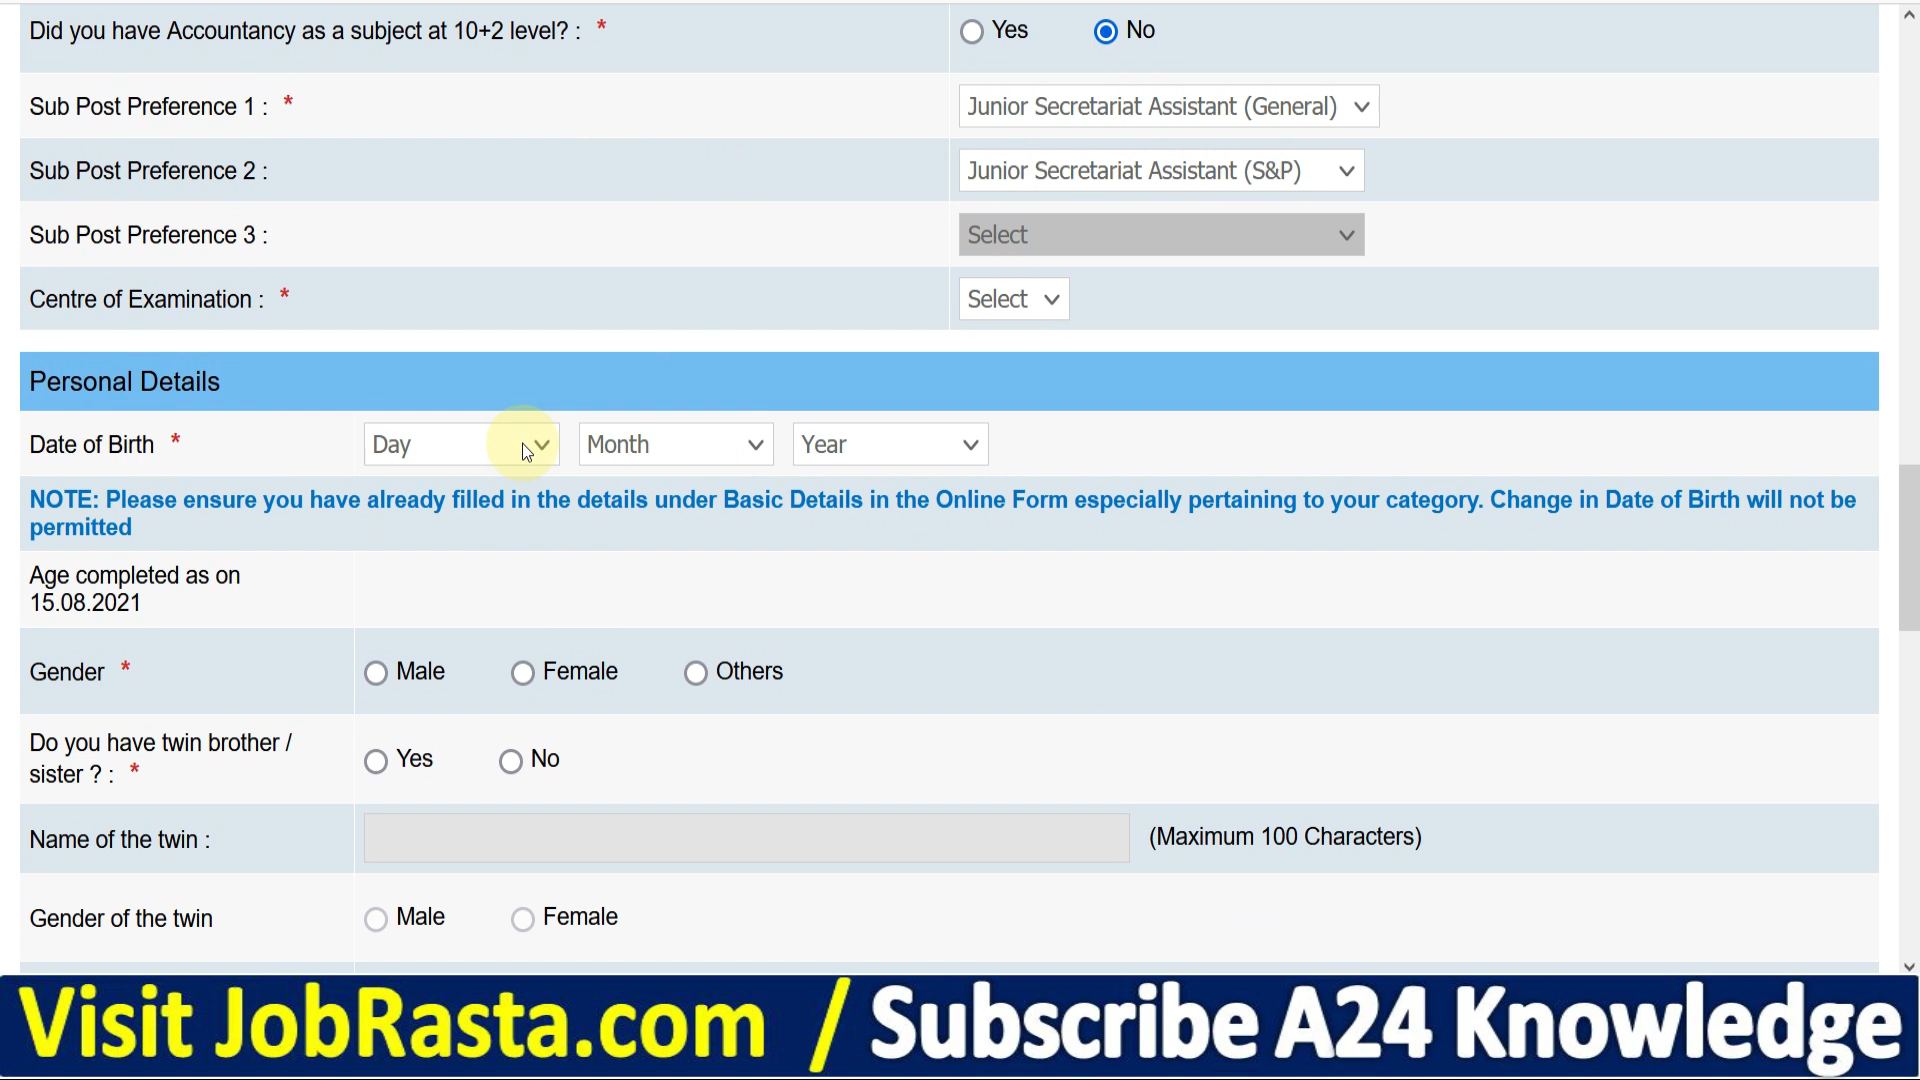 Did you have Accountancy as a subject at 10+2 level? : * Yes No
Sub Post Preference 1 : * Junior Secretariat Assistant (General)
Sub Post Preference 2 : Junior Secretariat Assistant (S&P)
Sub Post Preference 3 : Select
Centre of Examination : * Select
Personal Details
Date of Birth * Day Month Year
NOTE: Please ensure you have already filled in the details under Basic Details in the Online Form especially pertaining to your category. Change in Date of Birth will not be
permitted
Age completed as on
15.08.2021
Gender * Male Female Others
Do you have twin brother /
sister ? : * Yes No
Name of the twin : (Maximum 100 Characters)
Gender of the twin Male Female
Visit JobRasta.com / Subscribe A24 Knowledge